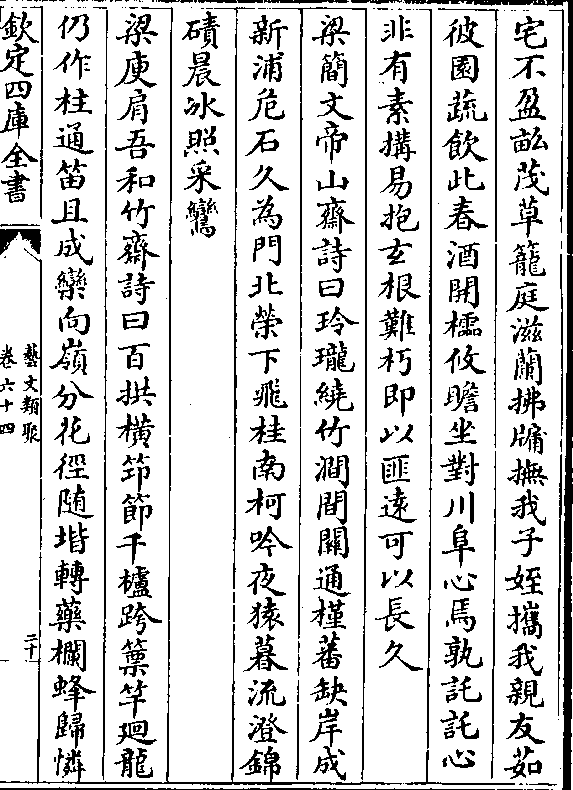 宅不盈畝茂草籠庭滋蘭拂牖撫我子姪攜我親友茹
彼園蔬飲此春酒開櫺攸瞻坐對川阜心焉孰託託心
非有素搆易抱玄根難朽即以匪遠可以長久
梁簡文帝山齋詩曰玲瓏繞竹澗間關通槿蕃缺岸成
新浦危石久為門北榮下飛桂南柯吟夜猿暮流澄錦
磧晨冰照采鸞
梁庾肩吾和竹齋詩曰百拱橫笻節千櫨跨篻竿廻龍
仍作柱通笛且成欒向嶺分花徑随堦轉藥欄蜂歸憐
欽定四庫全書
藝文類聚
卷六十四
二十